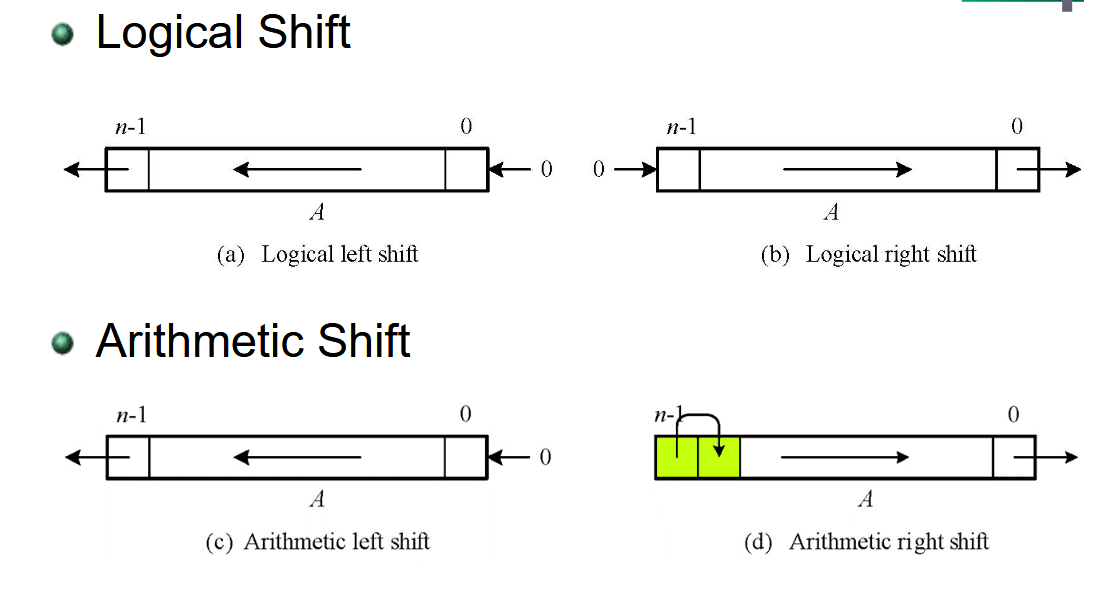 Logical Shift
n-1 0 n-1 0
0 0
A A
(a) Logical left shift (b) Logical right shift
Arithmetic Shift
n-1 0 n-1 0
0
A A
(c) Arithmetic left shift (d) Arithmetic right shift